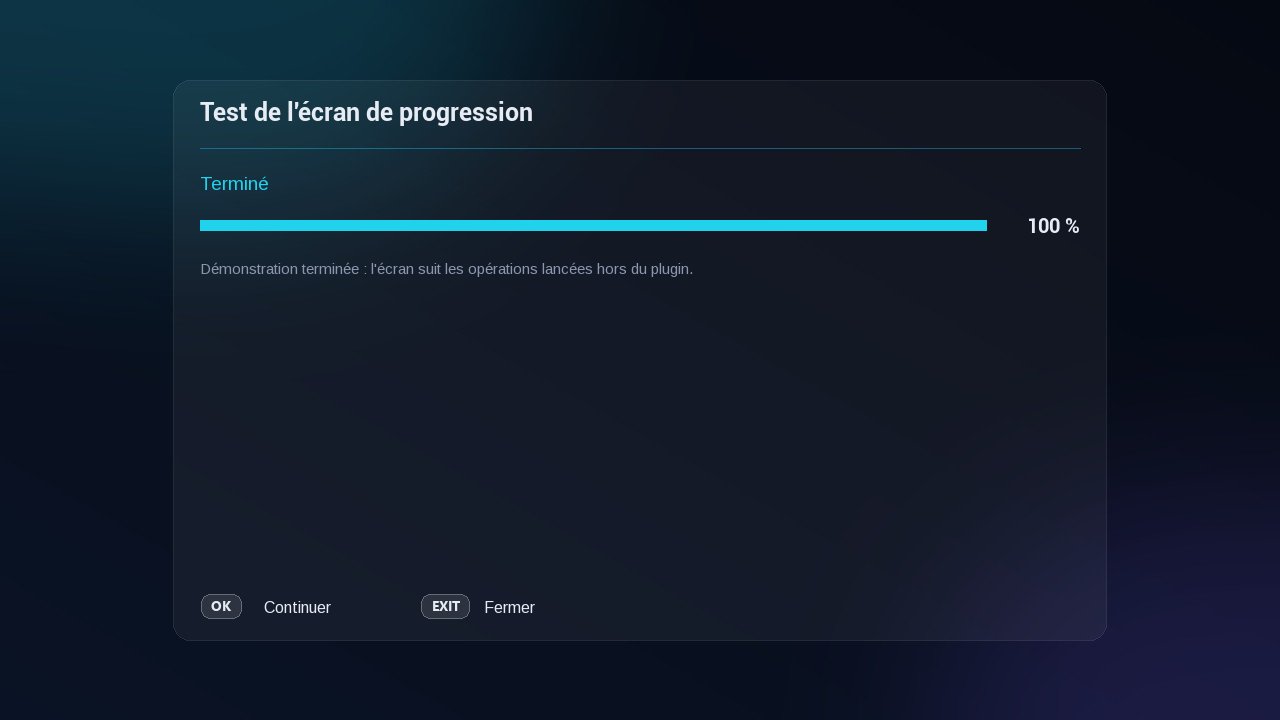 Test de l'écran de progression
Terminé
100 %
Démonstration terminée : l'écran suit les opérations lancées hors du plugin.
OK Continuer EXIT Fermer